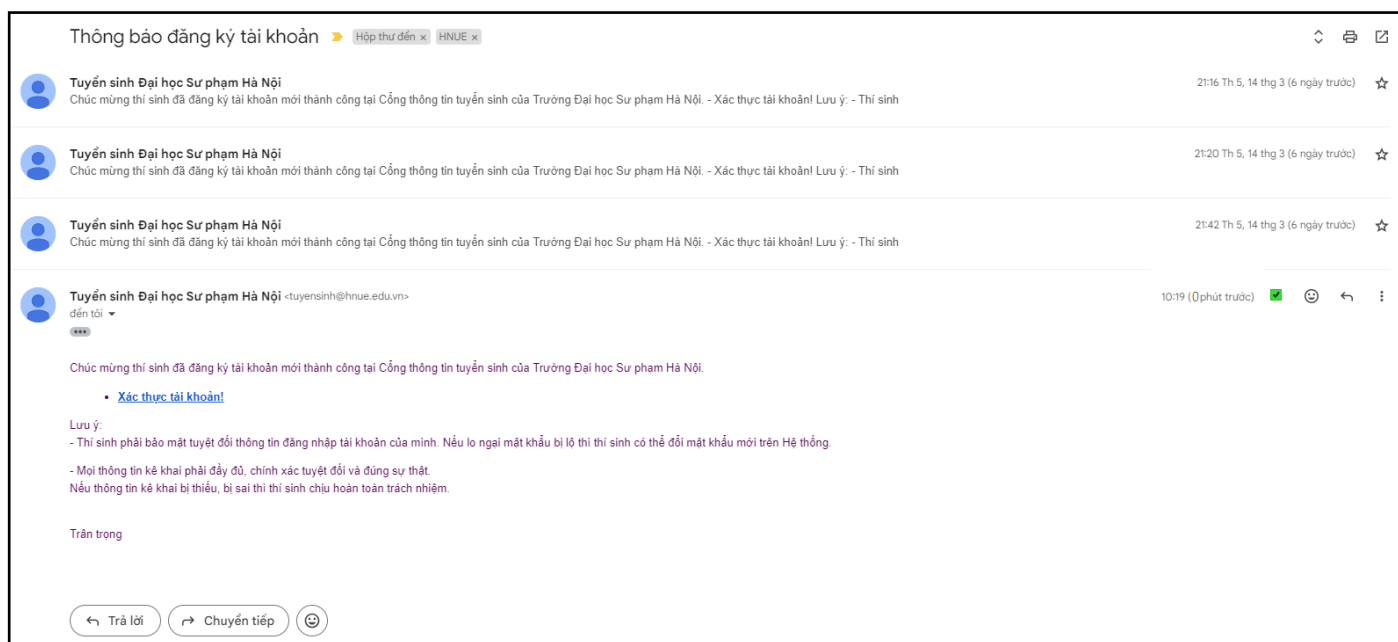 Thông báo đăng ký tài khoản Hộp thư đến x HNUE x
Tuyển sinh Đại học Sư phạm Hà Nội 21:16 Th 5, 14 thg 3 (6 ngày trước)
Chúc mừng thí sinh đã đăng ký tài khoản mới thành công tại Cổng thông tin tuyển sinh của Trường Đại học Sư phạm Hà Nội. - Xác thực tài khoản! Lưu ý: - Thí sinh
Tuyển sinh Đại học Sư phạm Hà Nội 21:20 Th 5, 14 thg 3 (6 ngày trước)
Chúc mừng thí sinh đã đăng ký tài khoản mới thành công tại Cổng thông tin tuyển sinh của Trường Đại học Sư phạm Hà Nội. - Xác thực tài khoản! Lưu ý: - Thí sinh
Tuyển sinh Đại học Sư phạm Hà Nội 21:42 Th 5, 14 thg 3 (6 ngày trước)
Chúc mừng thí sinh đã đăng ký tài khoản mới thành công tại Cổng thông tin tuyển sinh của Trường Đại học Sư phạm Hà Nội. - Xác thực tài khoản! Lưu ý: - Thí sinh
Tuyển sinh Đại học Sư phạm Hà Nội <tuyensinh@hnue.edu.vn> 10:19 (0 phút trước)
đến tôi
Chúc mừng thí sinh đã đăng ký tài khoản mới thành công tại Cổng thông tin tuyển sinh của Trường Đại học Sư phạm Hà Nội.
• Xác thực tài khoản!
Lưu ý:
- Thí sinh phải bảo mật tuyệt đối thông tin đăng nhập tài khoản của mình. Nếu lo ngại mật khẩu bị lộ thì thí sinh có thể đổi mật khẩu mới trên Hệ thống.
- Mọi thông tin kê khai phải đầy đủ, chính xác tuyệt đối và đúng sự thật.
Nếu thông tin kê khai bị thiếu, bị sai thì thí sinh chịu hoàn toàn trách nhiệm.
Trân trọng
Trả lời Chuyển tiếp